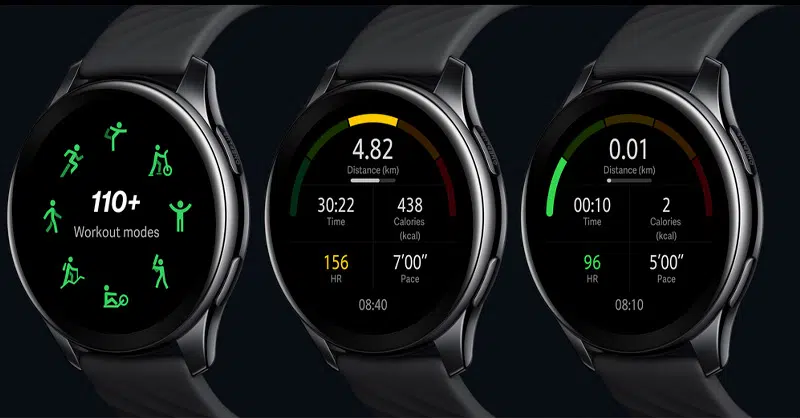 110+
Workout modes
4.82
Distance (km)
30:22
Time
438
Calories
(kcal)
156
HR
7'00"
Pace
08:40
0.01
Distance (km)
00:10
Time
2
Calories
(kcal)
96
HR
5'00"
Pace
08:10